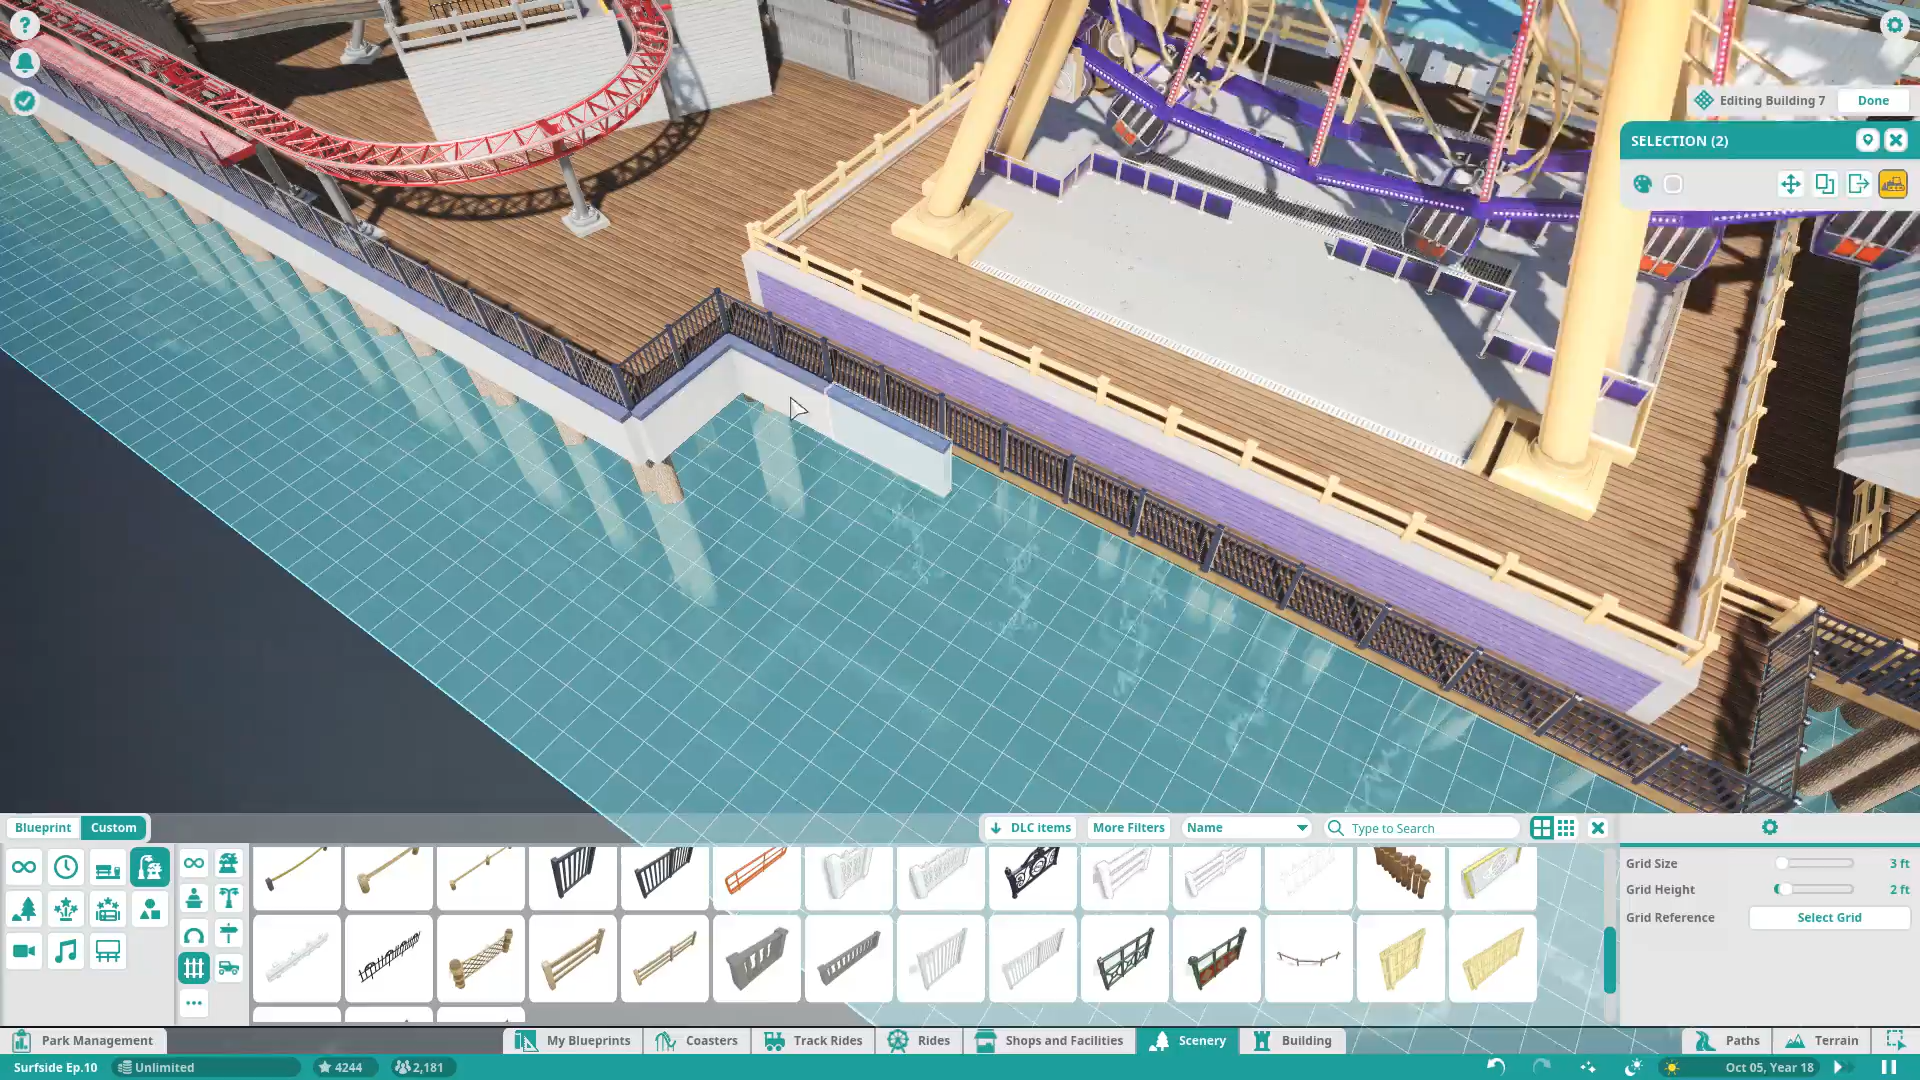 ?
Editing Building 7
Done
SELECTION (2)
Blueprint
Custom
DLC items
More Filters
Name
Type to Search
Grid Size
3 ft
Grid Height
2 ft
Grid Reference
Select Grid
Park Management
My Blueprints
Coasters
Track Rides
Rides
Shops and Facilities
Scenery
Building
Paths
Terrain
Surfside Ep.10
Unlimited
4244
2,181
Oct 05, Year 18